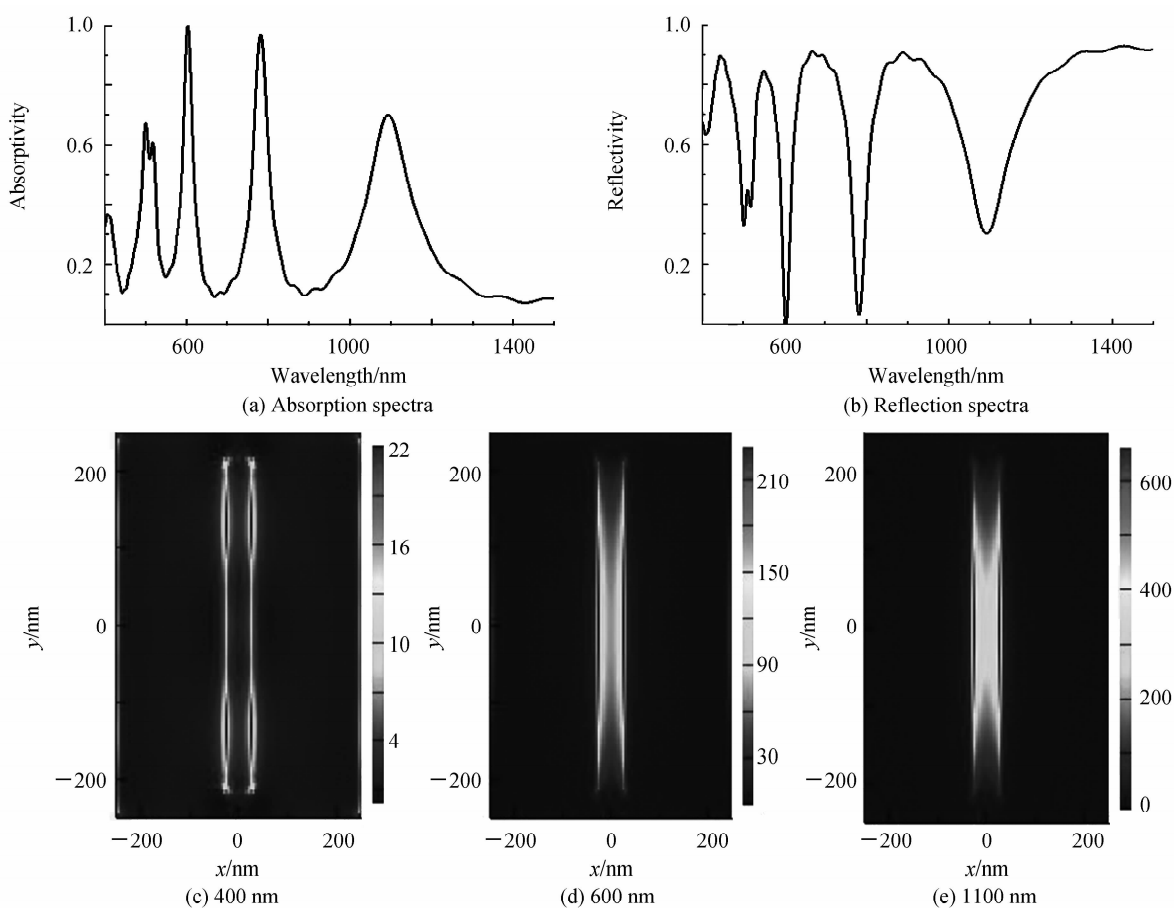 1.0
0.6
0.2
Absorptivity
600
1000
1400
Wavelength/nm
(a) Absorption spectra
1.0
0.6
0.2
Reflectivity
600
1000
1400
Wavelength/nm
(b) Reflection spectra
200
0
−200
y/nm
−200
0
200
x/nm
22
16
10
4
(c) 400 nm
200
0
−200
y/nm
−200
0
200
x/nm
210
150
90
30
(d) 600 nm
200
0
−200
y/nm
−200
0
200
x/nm
600
400
200
0
(e) 1100 nm